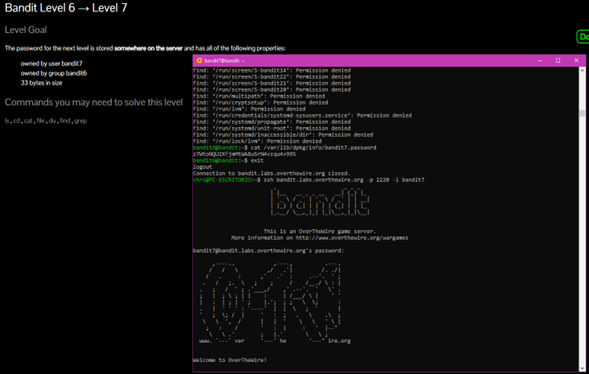 Bandit Level 6 → Level 7
Level Goal
The password for the next level is stored somewhere on the server and has all of the following properties:
owned by user bandit7
owned by group bandit6
33 bytes in size
Commands you may need to solve this level
ls, cd, cat, file, du, find, grep
Do
bandit7@bandit: ~
find: '/run/screen/S-bandit14': Permission denied
find: '/run/screen/S-bandit22': Permission denied
find: '/run/screen/S-bandit21': Permission denied
find: '/run/screen/S-bandit20': Permission denied
find: '/run/multipath': Permission denied
find: '/run/cryptsetup': Permission denied
find: '/run/lvm': Permission denied
find: '/run/credentials/systemd-sysusers.service': Permission denied
find: '/run/systemd/propagate': Permission denied
find: '/run/systemd/unit-root': Permission denied
find: '/run/systemd/inaccessible/dir': Permission denied
find: '/run/lock/lvm': Permission denied
bandit6@bandit:~$ cat /var/lib/dpkg/info/bandit7.password
bandit6@bandit:~$ exit
logout
Connection to bandit.labs.overthewire.org closed.
chris@PC-ESCRITORIO:~$ ssh bandit.labs.overthewire.org -p 2220 -l bandit7
This is an OverTheWire game server.
More information on http://www.overthewire.org/wargames
bandit7@bandit.labs.overthewire.org's password:
www. ver he ire.org
Welcome to OverTheWire!